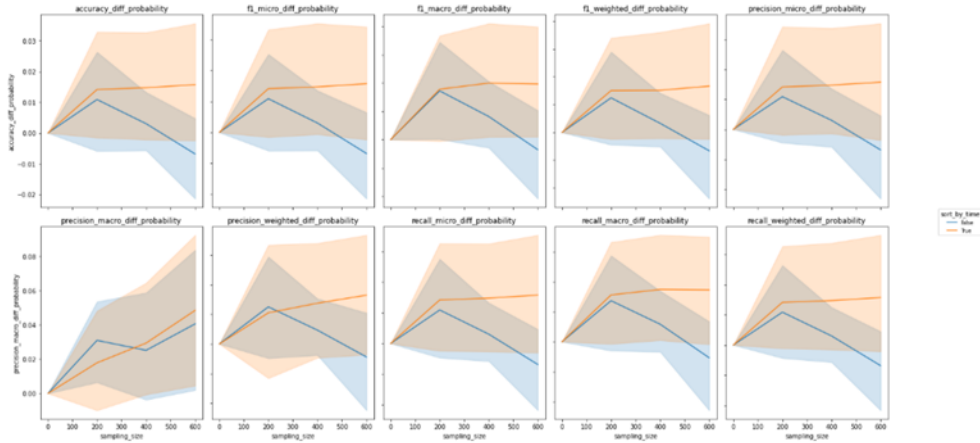 accuracy_diff_probability
f1_micro_diff_probability
f1_macro_diff_probability
f1_weighted_diff_probability
precision_micro_diff_probability
accuracy_diff_probability
0.03
0.02
0.01
0.00
−0.01
−0.02
precision_macro_diff_probability
precision_weighted_diff_probability
recall_micro_diff_probability
recall_macro_diff_probability
recall_weighted_diff_probability
precision_macro_diff_probability
0.08
0.06
0.04
0.02
0.00
0 100 200 300 400 500 600
0 100 200 300 400 500 600
0 100 200 300 400 500 600
0 100 200 300 400 500 600
0 100 200 300 400 500 600
sampling_size
sampling_size
sampling_size
sampling_size
sampling_size
sort_by_time
False
True